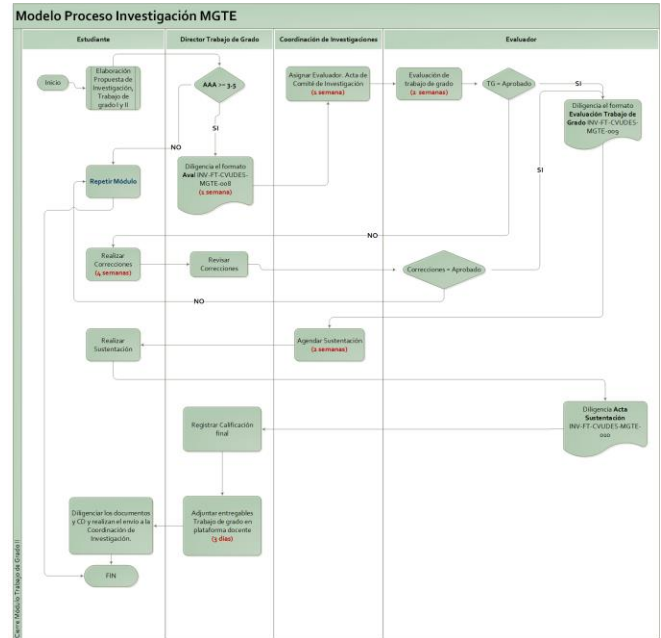 Modelo Proceso Investigación MGTE
Estudiante
Director Trabajo de Grado
Coordinación de Investigaciones
Evaluador
Inicio
Elaboración
Propuesta de
Investigación,
Trabajo de
grado I y II
AAA >= 3.5
Asignar Evaluador. Acta de
Comité de Investigación
(1 semana)
Evaluación de
trabajo de grado
(2 semanas)
TG = Aprobado
SI
Diligencia el formato
Evaluación Trabajo de
Grado INV-FT-CVUDES-
MGTE-009
SI
NO
Diligencia el formato
Aval INV-FT-CVUDES-
MGTE-008
(1 semana)
SI
Repetir Módulo
NO
Realizar
Correcciones
(4 semanas)
Revisar
Correcciones
Correcciones = Aprobado
NO
Realizar
Sustentación
Agendar Sustentación
(2 semanas)
Diligencia Acta
Sustentación
INV-FT-CVUDES-MGTE-
010
Registrar Calificación
final
Diligenciar los documentos
y CD y realizan el envío a la
Coordinación de
Investigación.
Adjuntar entregables
Trabajo de grado en
plataforma docente
(3 días)
FIN
Cierre Módulo Trabajo de Grado II